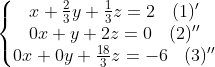 x + 2/3 y + 1/3 z = 2 (1)′
0x + y + 2z = 0 (2)″
0x + 0y + 18/3 z = −6 (3)″